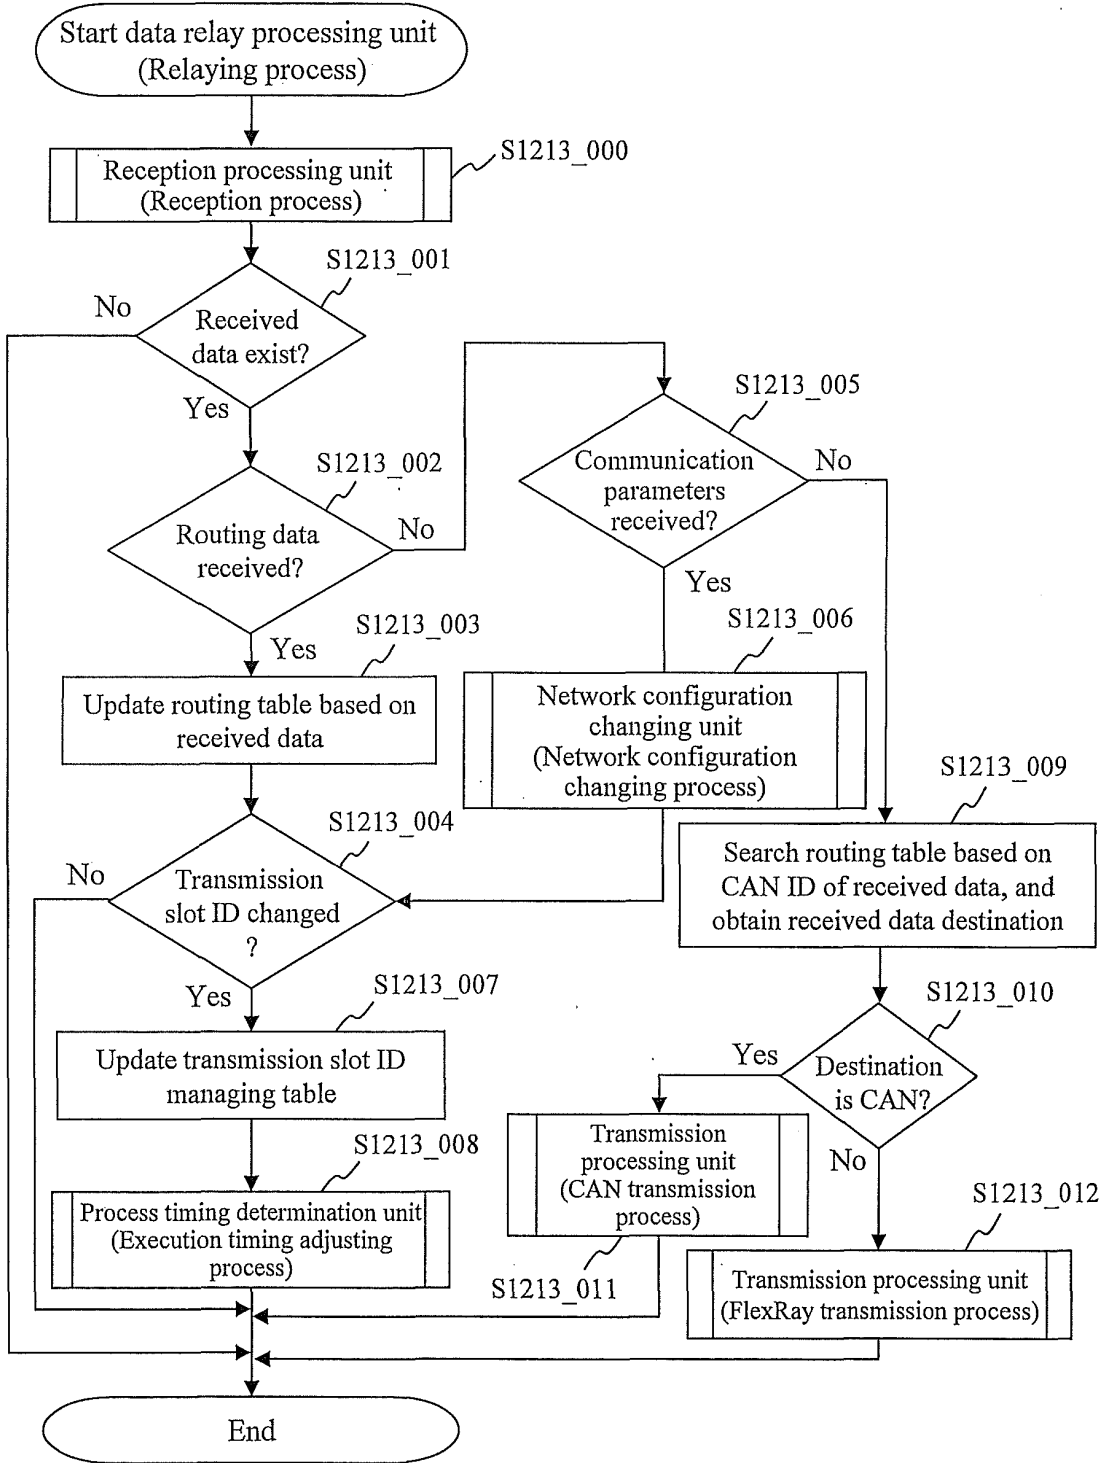 Start data relay processing unit
(Relaying process)
S1213_000
Reception processing unit
(Reception process)
S1213_001
No
Received
data exist?
Yes
S1213_005
S1213_002
Communication
parameters
received?
No
Routing data
received?
No
Yes
S1213_006
S1213_003
Yes
Update routing table based on
received data
Network configuration
changing unit
(Network configuration
changing process)
S1213_009
S1213_004
No
Transmission
slot ID changed
?
Search routing table based on
CAN ID of received data, and
obtain received data destination
Yes
S1213_007
S1213_010
Update transmission slot ID
managing table
Yes
Destination
is CAN?
S1213_008
Transmission
processing unit
(CAN transmission
process)
No
S1213_012
Process timing determination unit
(Execution timing adjusting
process)
S1213_011
Transmission processing unit
(FlexRay transmission process)
End